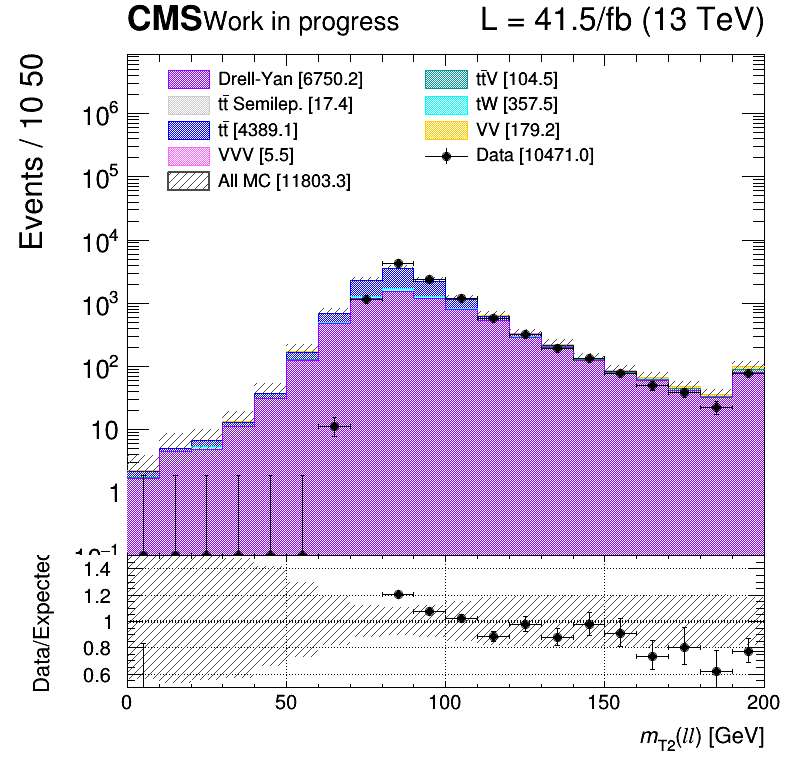 CMS Work in progress L = 41.5/fb (13 TeV)
Events / 10 50
Drell-Yan [6750.2]
tt̄ Semilep. [17.4]
tt̄ [4389.1]
VVV [5.5]
All MC [11803.3]
tt̄V [104.5]
tW [357.5]
VV [179.2]
Data [10471.0]
10⁶
10⁵
10⁴
10³
10²
10
1
10⁻¹
Data/Expected
1.4
1.2
1
0.8
0.6
0 50 100 150 200
m_T2(ll) [GeV]